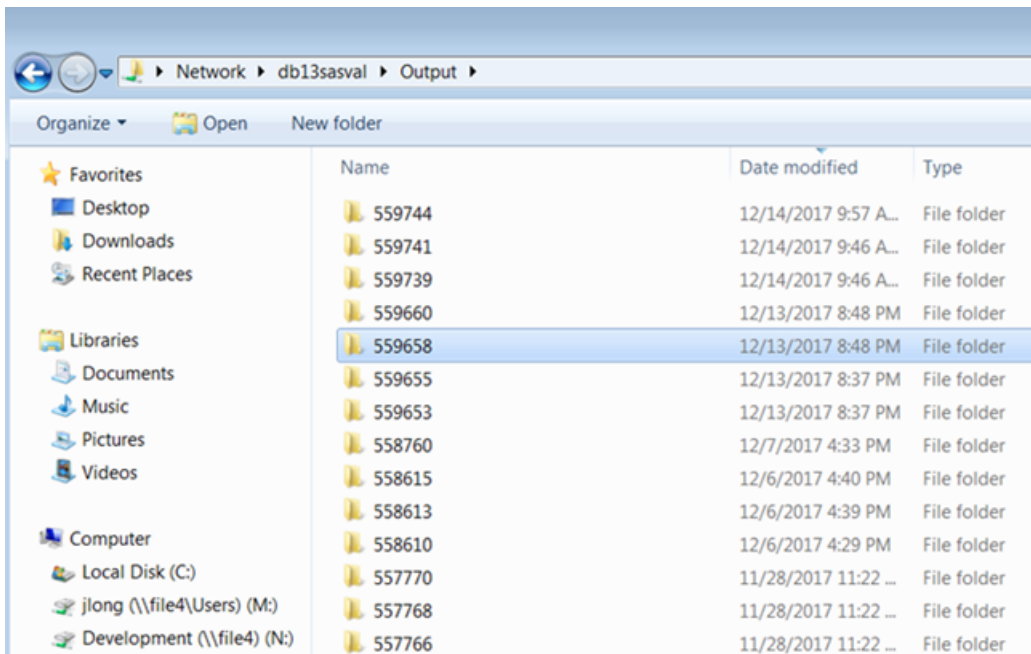 Network ▸ db13sasval ▸ Output ▸
Organize Open New folder
Favorites
Desktop
Downloads
Recent Places
Libraries
Documents
Music
Pictures
Videos
Computer
Local Disk (C:)
jlong (\\file4\Users) (M:)
Development (\\file4) (N:)
Name Date modified Type
559744 12/14/2017 9:57 A... File folder
559741 12/14/2017 9:46 A... File folder
559739 12/14/2017 9:46 A... File folder
559660 12/13/2017 8:48 PM File folder
559658 12/13/2017 8:48 PM File folder
559655 12/13/2017 8:37 PM File folder
559653 12/13/2017 8:37 PM File folder
558760 12/7/2017 4:33 PM File folder
558615 12/6/2017 4:40 PM File folder
558613 12/6/2017 4:39 PM File folder
558610 12/6/2017 4:29 PM File folder
557770 11/28/2017 11:22 ... File folder
557768 11/28/2017 11:22 ... File folder
557766 11/28/2017 11:22 ... File folder